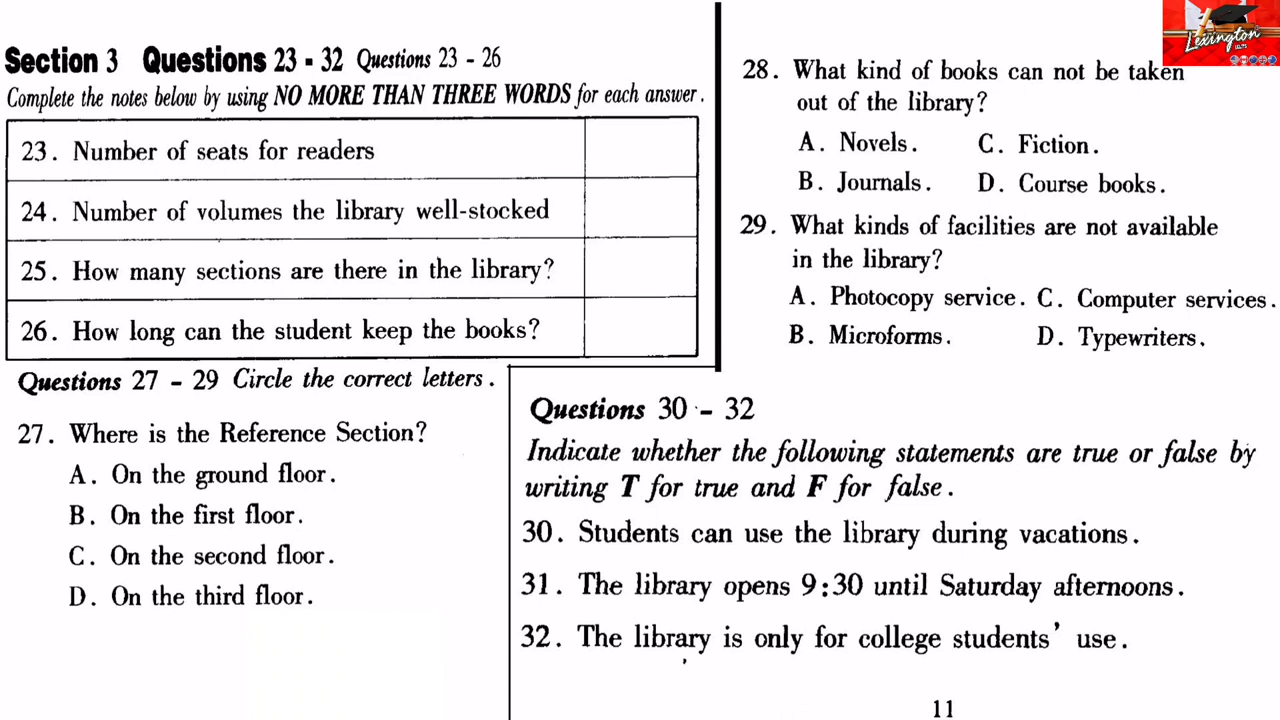 Section 3 Questions 23 - 32 Questions 23 - 26
Complete the notes below by using NO MORE THAN THREE WORDS for each answer.
23. Number of seats for readers
24. Number of volumes the library well-stocked
25. How many sections are there in the library?
26. How long can the student keep the books?
Questions 27 - 29 Circle the correct letters.
27. Where is the Reference Section?
A. On the ground floor.
B. On the first floor.
C. On the second floor.
D. On the third floor.
Lexington
IELTS
28. What kind of books can not be taken
out of the library?
A. Novels. C. Fiction.
B. Journals. D. Course books.
29. What kinds of facilities are not available
in the library?
A. Photocopy service. C. Computer services.
B. Microforms. D. Typewriters.
Questions 30 - 32
Indicate whether the following statements are true or false by
writing T for true and F for false.
30. Students can use the library during vacations.
31. The library opens 9:30 until Saturday afternoons.
32. The library is only for college students' use.
11